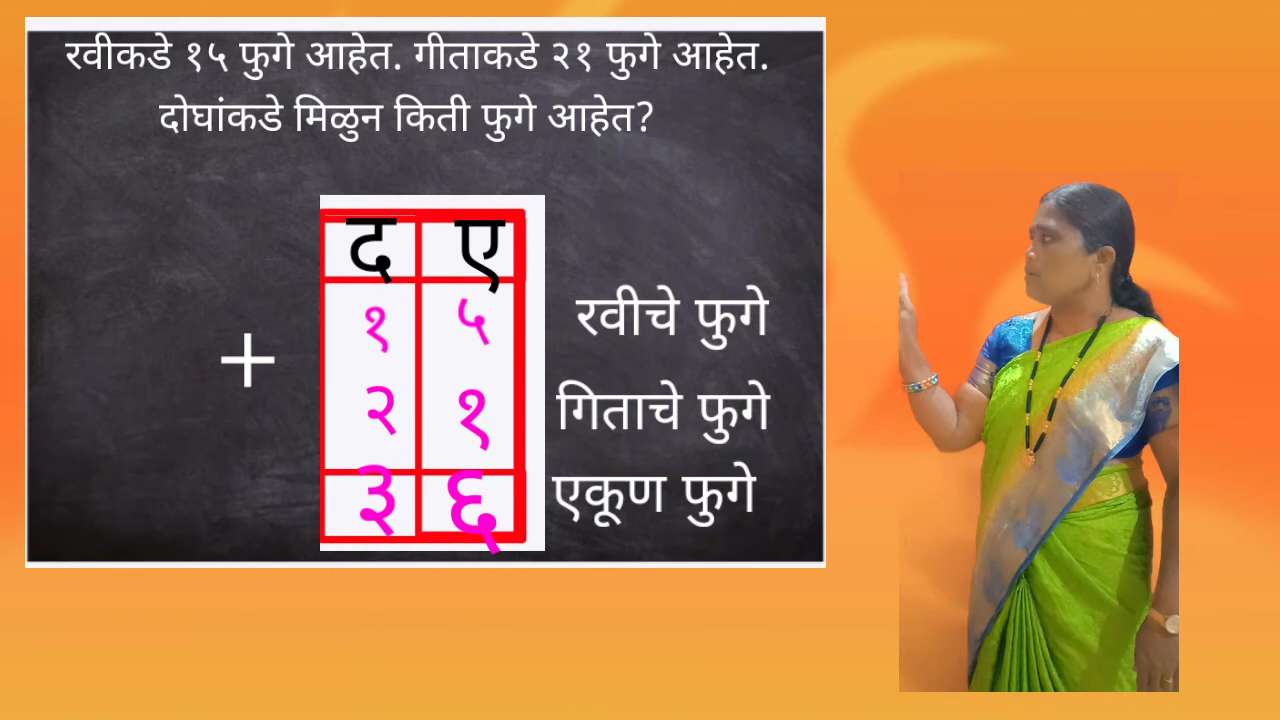 रवीकडे १५ फुगे आहेत. गीताकडे २१ फुगे आहेत.
दोघांकडे मिळुन किती फुगे आहेत?
द ए
१ ५ रवीचे फुगे
+
२ १ गिताचे फुगे
३ ६ एकूण फुगे